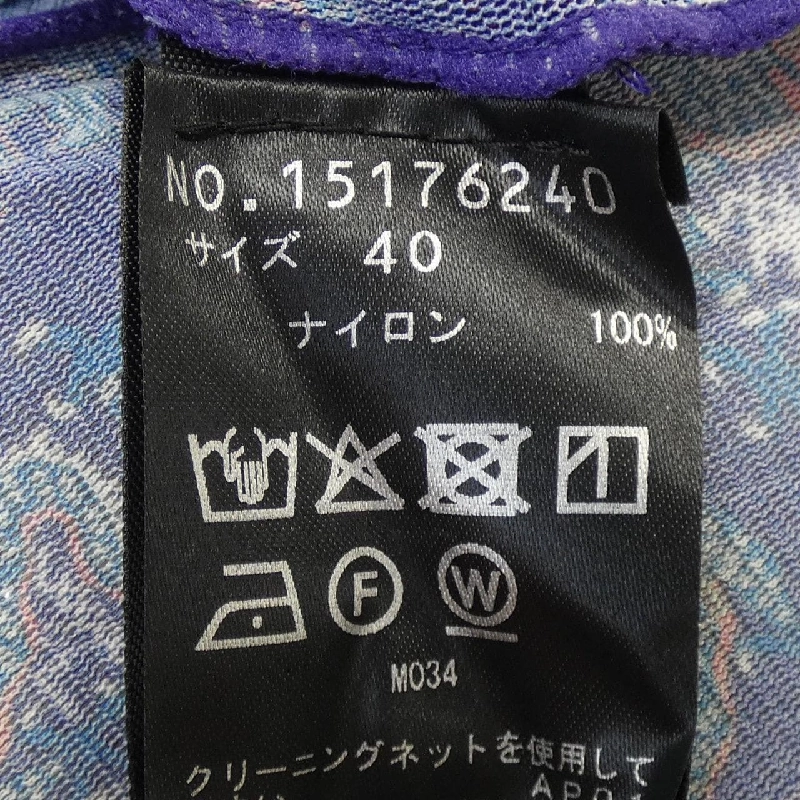 No.15176240
サイズ 40
ナイロン 100%
F W
M034
クリーニングネットを使用して